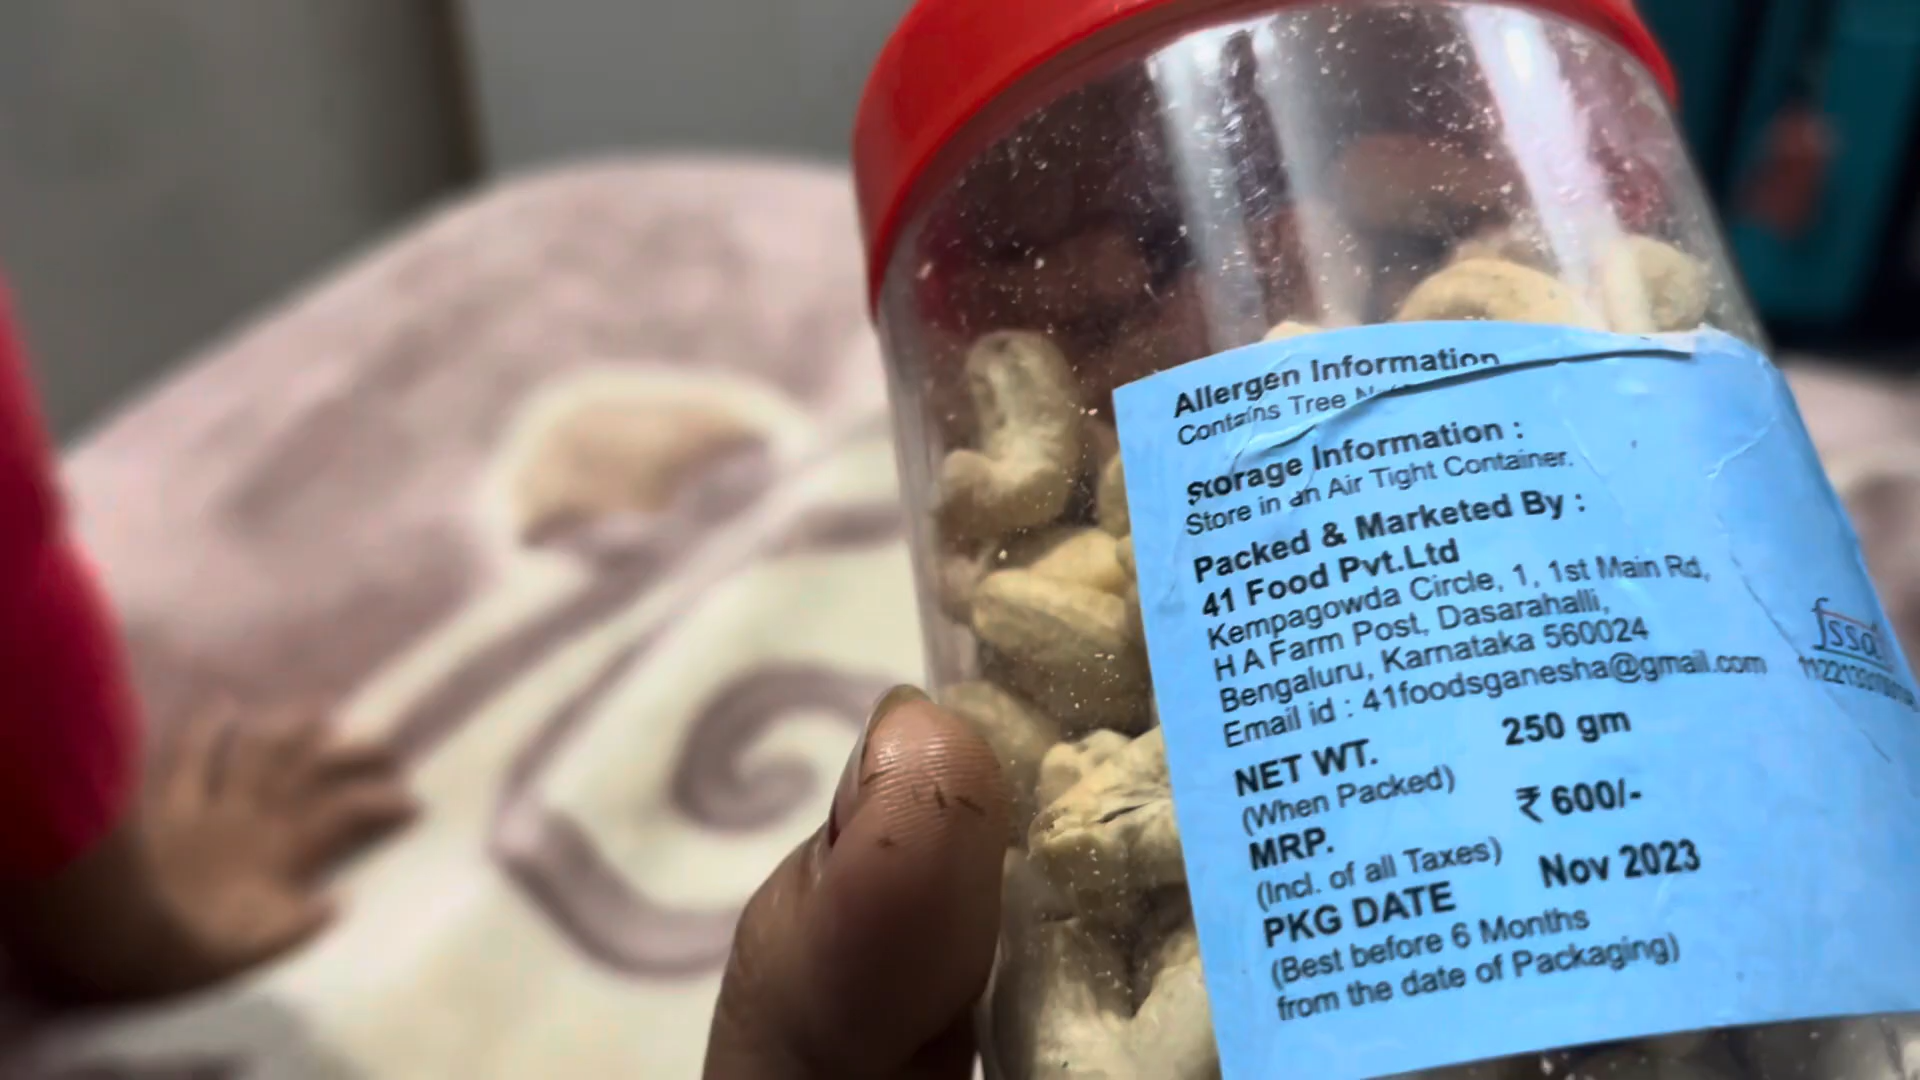 Allergen Information
Contains Tree
Storage Information :
Store in an Air Tight Container.
Packed & Marketed By :
41 Food Pvt.Ltd
Kempagowda Circle, 1, 1st Main Rd,
H A Farm Post, Dasarahalli,
Bengaluru, Karnataka 560024
Email id : 41foodsganesha@gmail.com
fssai
NET WT. 250 gm
(When Packed)
MRP. ₹ 600/-
(Incl. of all Taxes)
PKG DATE Nov 2023
(Best before 6 Months
from the date of Packaging)